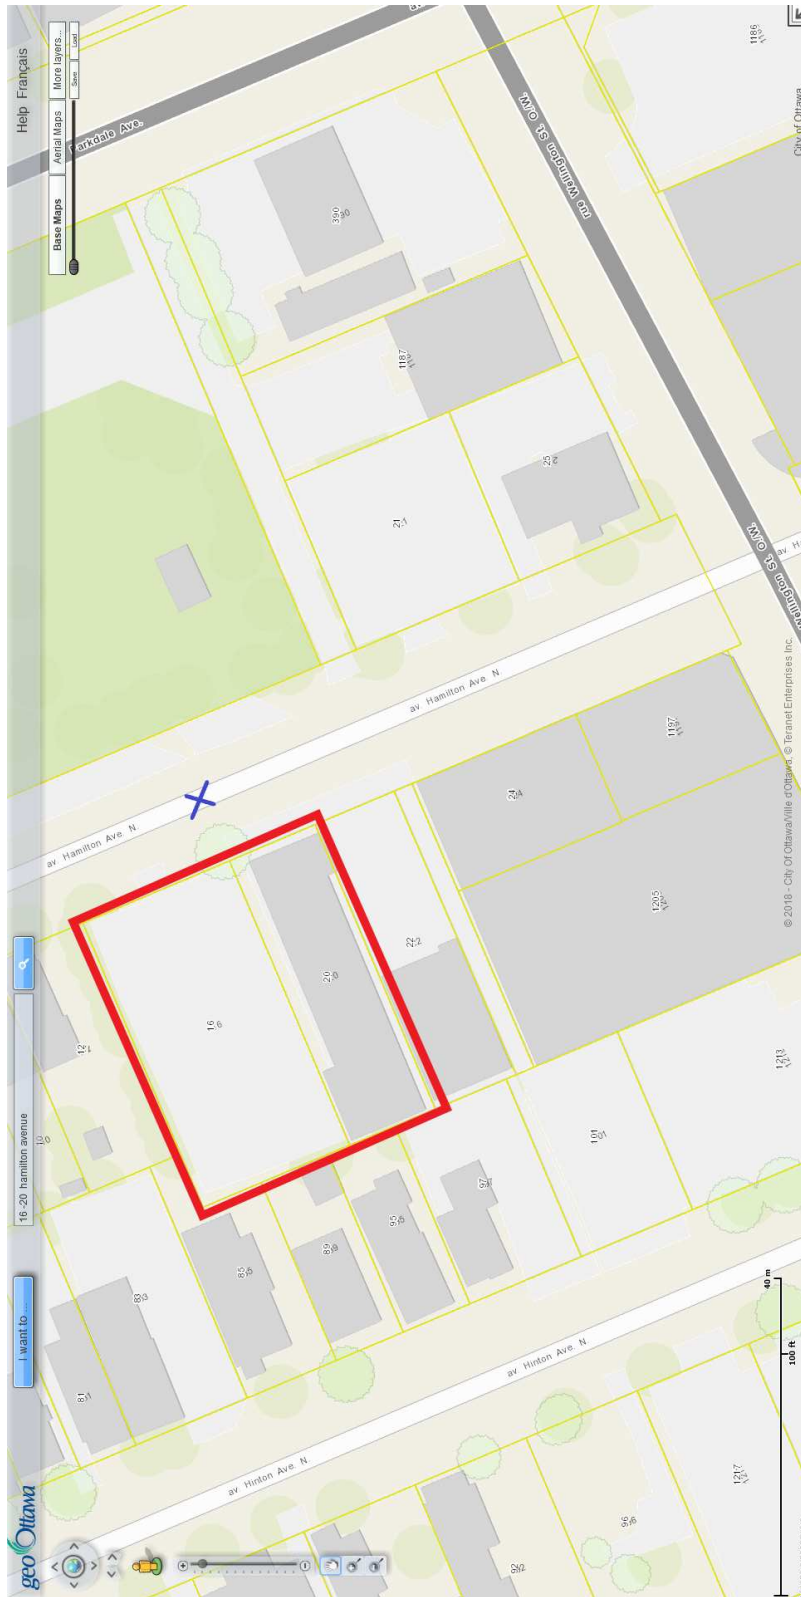 geoOttawa
I want to ...
16-20 hamilton avenue
Help Français
Base Maps
Aerial Maps
More layers...
Save
Load
Parkdale Ave.
rue Wellington St. O./W.
Wellington St. O./W.
av. Hamilton Ave. N.
av. Hamilton Ave. N.
av. Hinton Ave. N.
av. Hinton Ave. N.
390
1187
1186
21
25
24
1197
1205
22
20
16
12
10
81
83
85
89
95
97
101
1213
92
96
1217
100 ft
40 m
© 2018 - City Of Ottawa/Ville d'Ottawa, © Teranet Enterprises Inc.
City of Ottawa